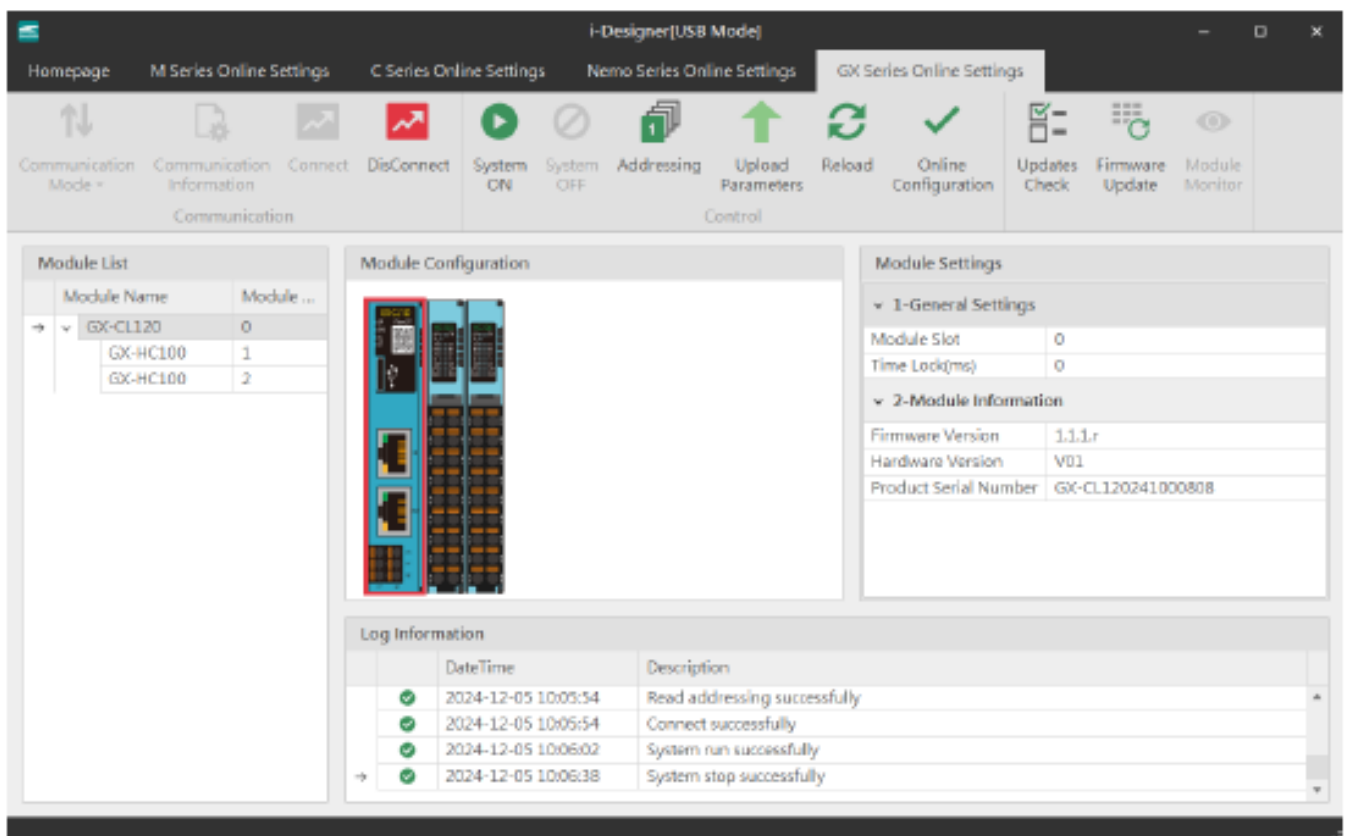 i-Designer[USB Mode]
Homepage M Series Online Settings C Series Online Settings Nemo Series Online Settings GX Series Online Settings
Communication Mode Communication Information Connect DisConnect System ON System OFF Addressing Upload Parameters Reload Online Configuration Updates Check Firmware Update Module Monitor
Communication Control
Module List
Module Name Module ...
GX-CL120 0
GX-HC100 1
GX-HC100 2
Module Configuration
Module Settings
1-General Settings
Module Slot 0
Time Lock(ms) 0
2-Module Information
Firmware Version 1.1.1.r
Hardware Version V01
Product Serial Number GX-CL120241000808
Log Information
DateTime Description
2024-12-05 10:05:54 Read addressing successfully
2024-12-05 10:05:54 Connect successfully
2024-12-05 10:06:02 System run successfully
2024-12-05 10:06:38 System stop successfully